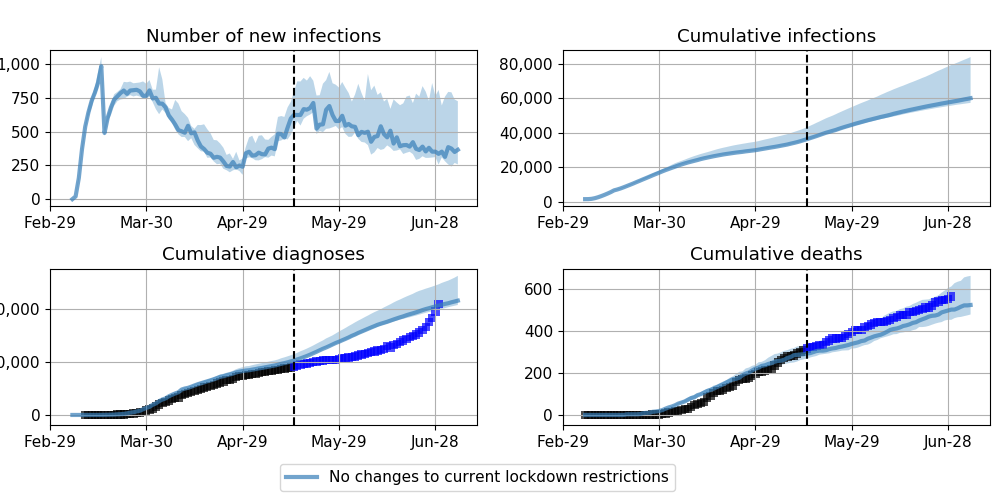 Number of new infections
Cumulative infections
1,000
750
500
250
0
80,000
60,000
40,000
20,000
0
Feb-29 Mar-30 Apr-29 May-29 Jun-28
Feb-29 Mar-30 Apr-29 May-29 Jun-28
Cumulative diagnoses
Cumulative deaths
0,000
0,000
0
600
400
200
0
Feb-29 Mar-30 Apr-29 May-29 Jun-28
Feb-29 Mar-30 Apr-29 May-29 Jun-28
No changes to current lockdown restrictions